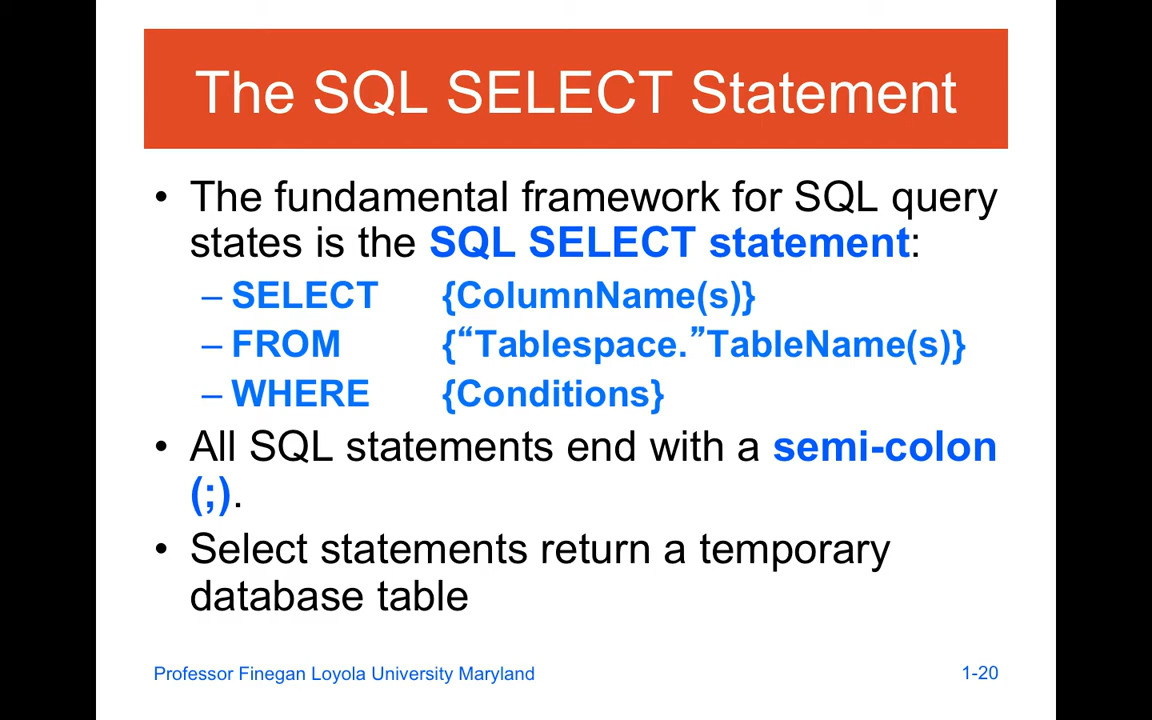 The SQL SELECT Statement
• The fundamental framework for SQL query
states is the SQL SELECT statement:
– SELECT {ColumnName(s)}
– FROM {“Tablespace.”TableName(s)}
– WHERE {Conditions}
• All SQL statements end with a semi-colon
(;).
• Select statements return a temporary
database table
Professor Finegan Loyola University Maryland 1-20